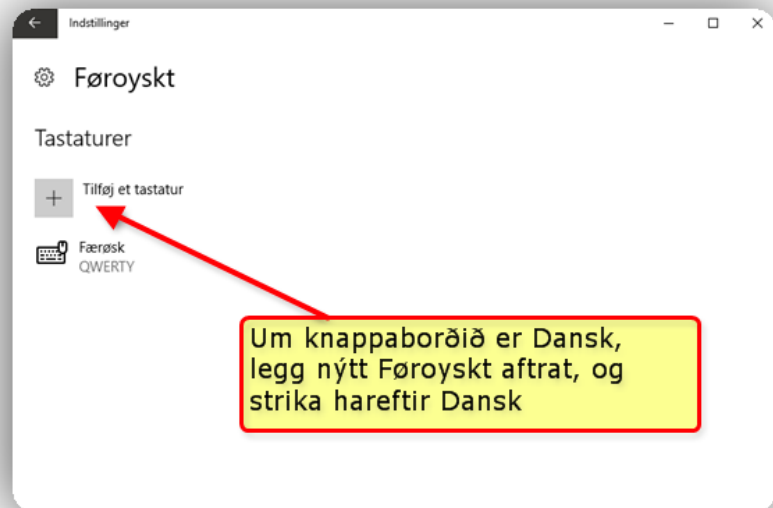 Indstillinger
Føroyskt
Tastaturer
Tilføj et tastatur
Færøsk
QWERTY
Um knappaborðið er Dansk,
legg nýtt Føroyskt aftrat, og
strika hareftir Dansk